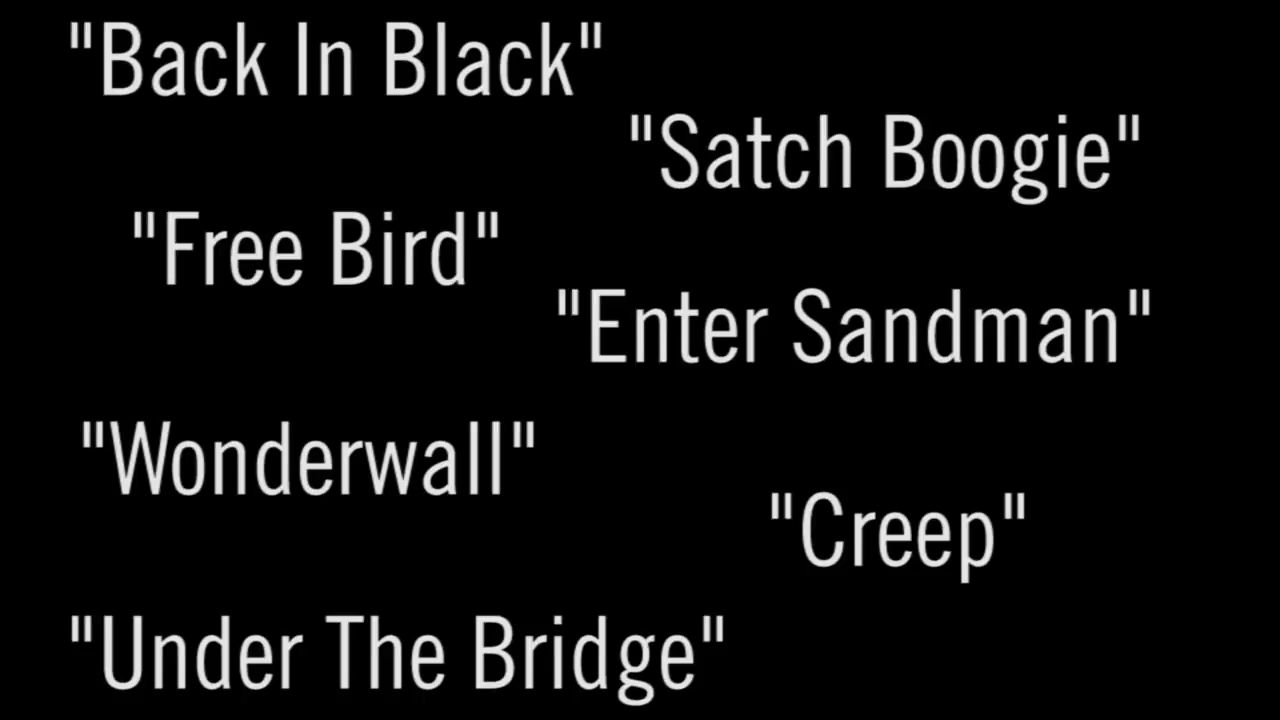 "Back In Black"
"Satch Boogie"
"Free Bird"
"Enter Sandman"
"Wonderwall"
"Creep"
"Under The Bridge"